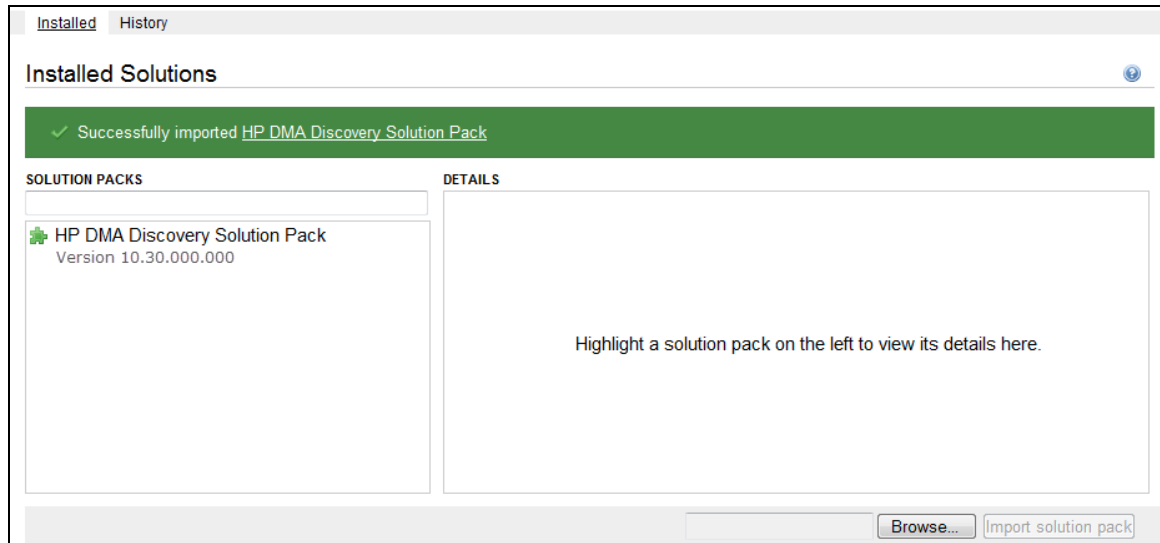 Installed History
Installed Solutions
Successfully imported HP DMA Discovery Solution Pack
SOLUTION PACKS
DETAILS
HP DMA Discovery Solution Pack
Version 10.30.000.000
Highlight a solution pack on the left to view its details here.
Browse... Import solution pack